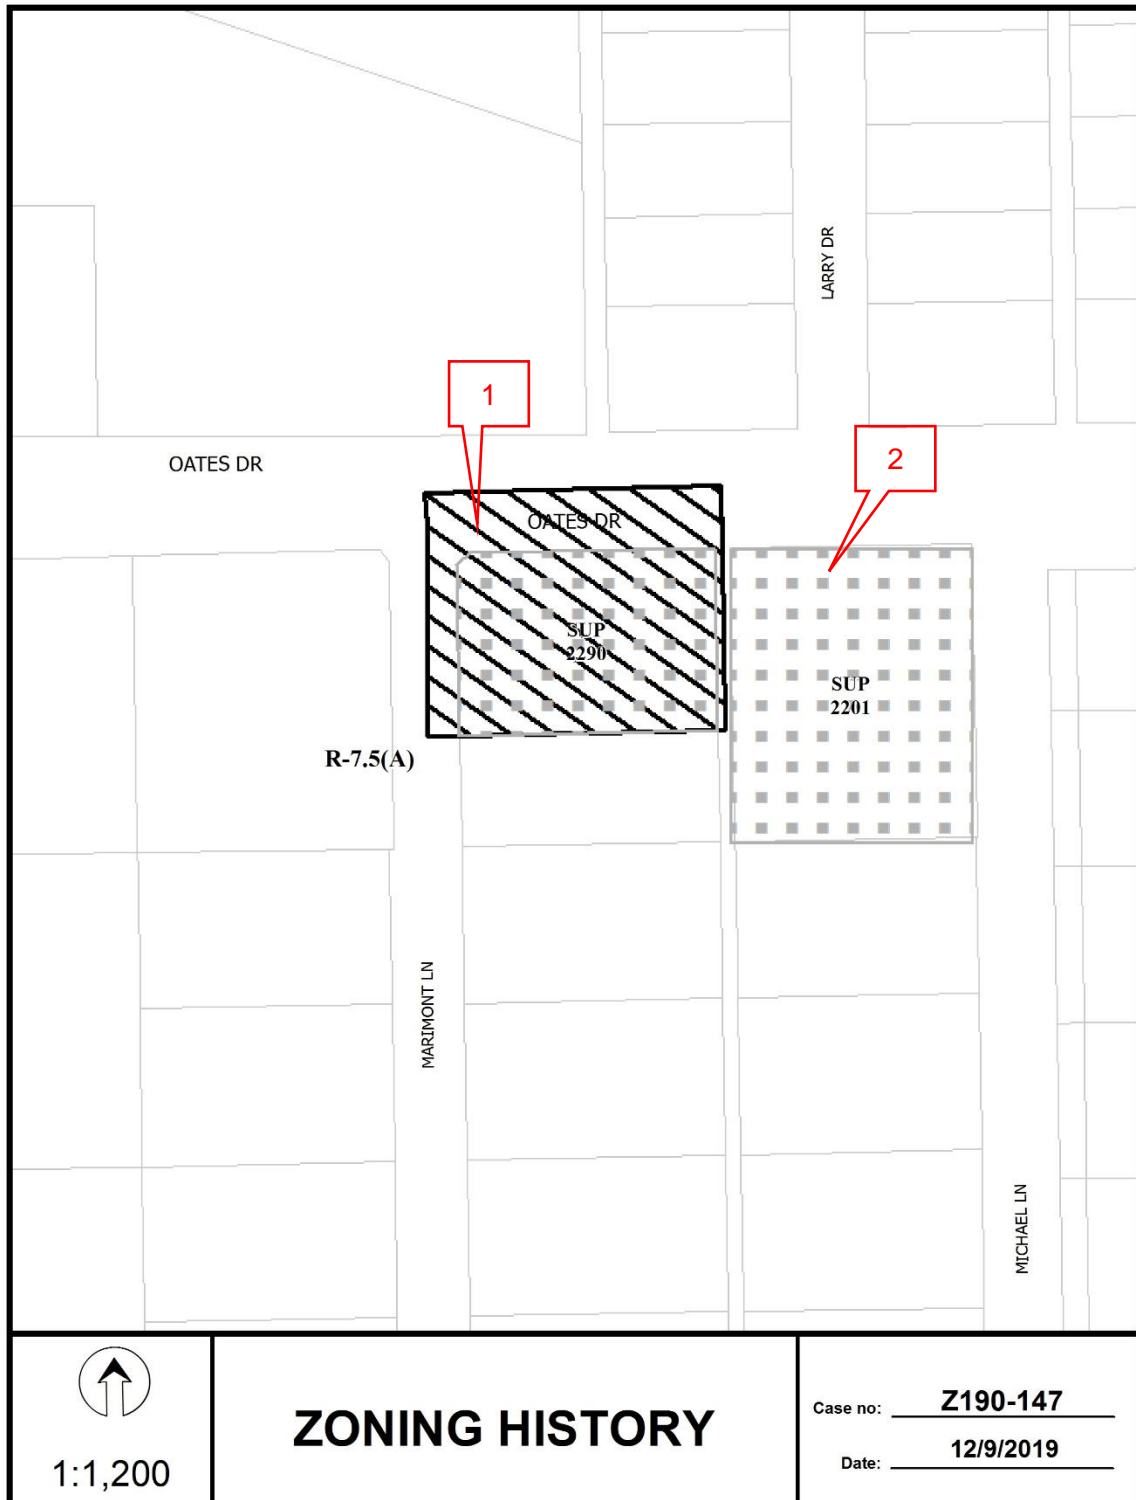 LARRY DR
1
2
OATES DR
OATES DR
SUP
2290
SUP
2201
R-7.5(A)
MARIMONT LN
MICHAEL LN
1:1,200
ZONING HISTORY
Case no: Z190-147
Date: 12/9/2019